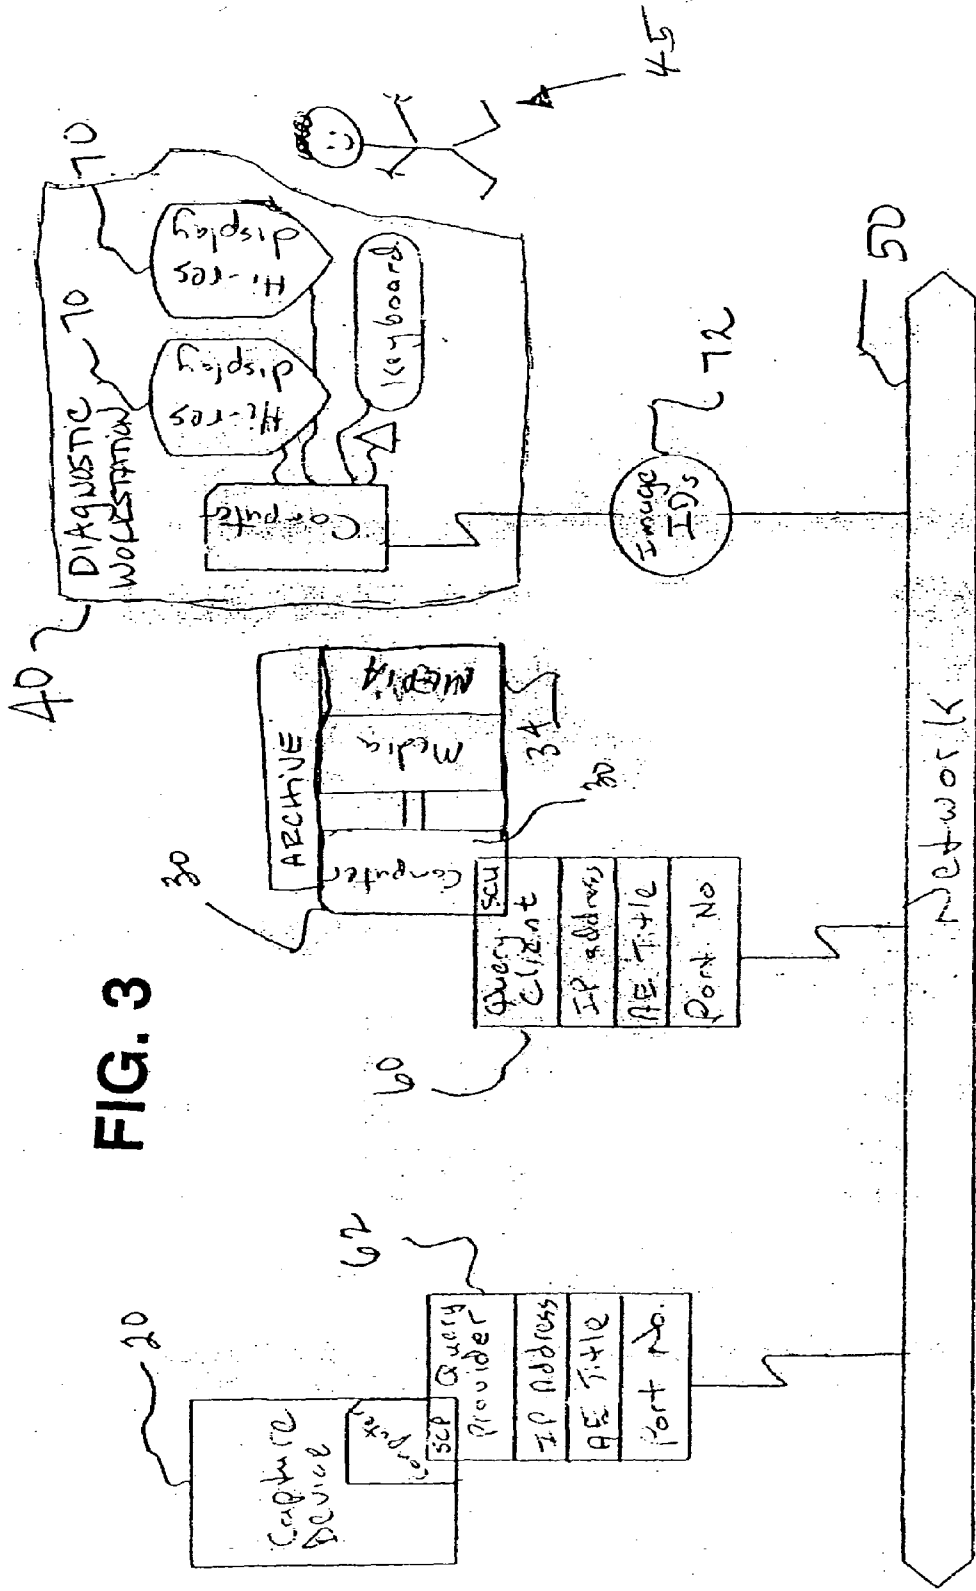 FIG. 3
20
Capture
Device
Computer
SCP
Query
Provider
IP Address
AE Title
Port No.
62
30
ARCHIVE
Computer
Media
MEDIA
34
30
SCU
Query
Client
IP address
AE Title
Port No
60
40
DIAGNOSTIC
WORKSTATION
70
70
Hi-res
display
Hi-res
display
Computer
Keyboard
45
Image
IDs
72
50
Network